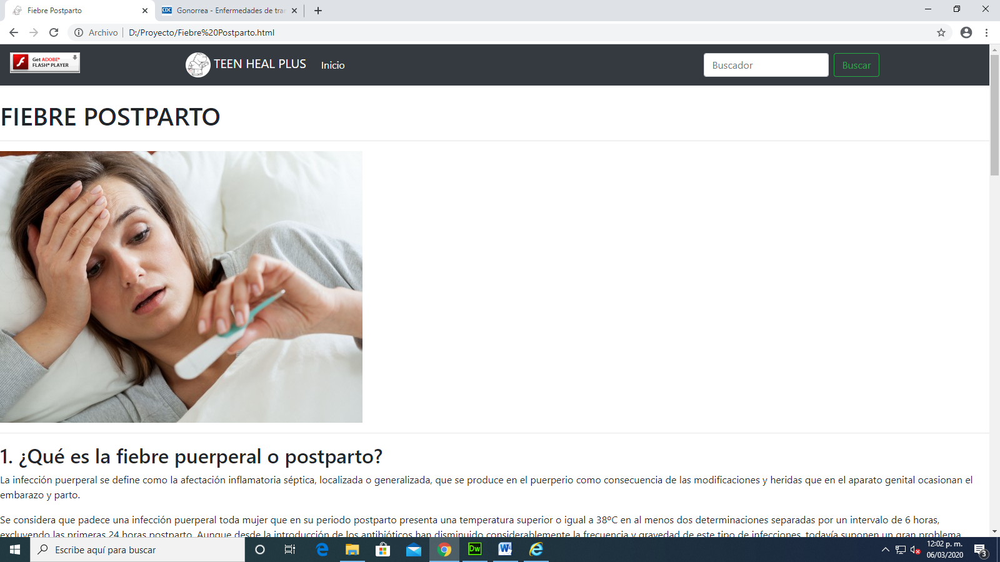 Fiebre Postparto
Gonorrea - Enfermedades de tra
Archivo
D:/Proyecto/Fiebre%20Postparto.html
Get ADOBE®
FLASH® PLAYER
TEEN HEAL PLUS
Inicio
Buscador
Buscar
FIEBRE POSTPARTO
1. ¿Qué es la fiebre puerperal o postparto?
La infección puerperal se define como la afectación inflamatoria séptica, localizada o generalizada, que se produce en el puerperio como consecuencia de las modificaciones y heridas que en el aparato genital ocasionan el
embarazo y parto.
Se considera que padece una infección puerperal toda mujer que en su periodo postparto presenta una temperatura superior o igual a 38ºC en al menos dos determinaciones separadas por un intervalo de 6 horas,
excluyendo las primeras 24 horas postparto. Aunque desde la introducción de los antibióticos han disminuido considerablemente la frecuencia y gravedad de este tipo de infecciones, todavía suponen un gran problema
Escribe aquí para buscar
12:02 p. m.
06/03/2020
3
CDC
Dw